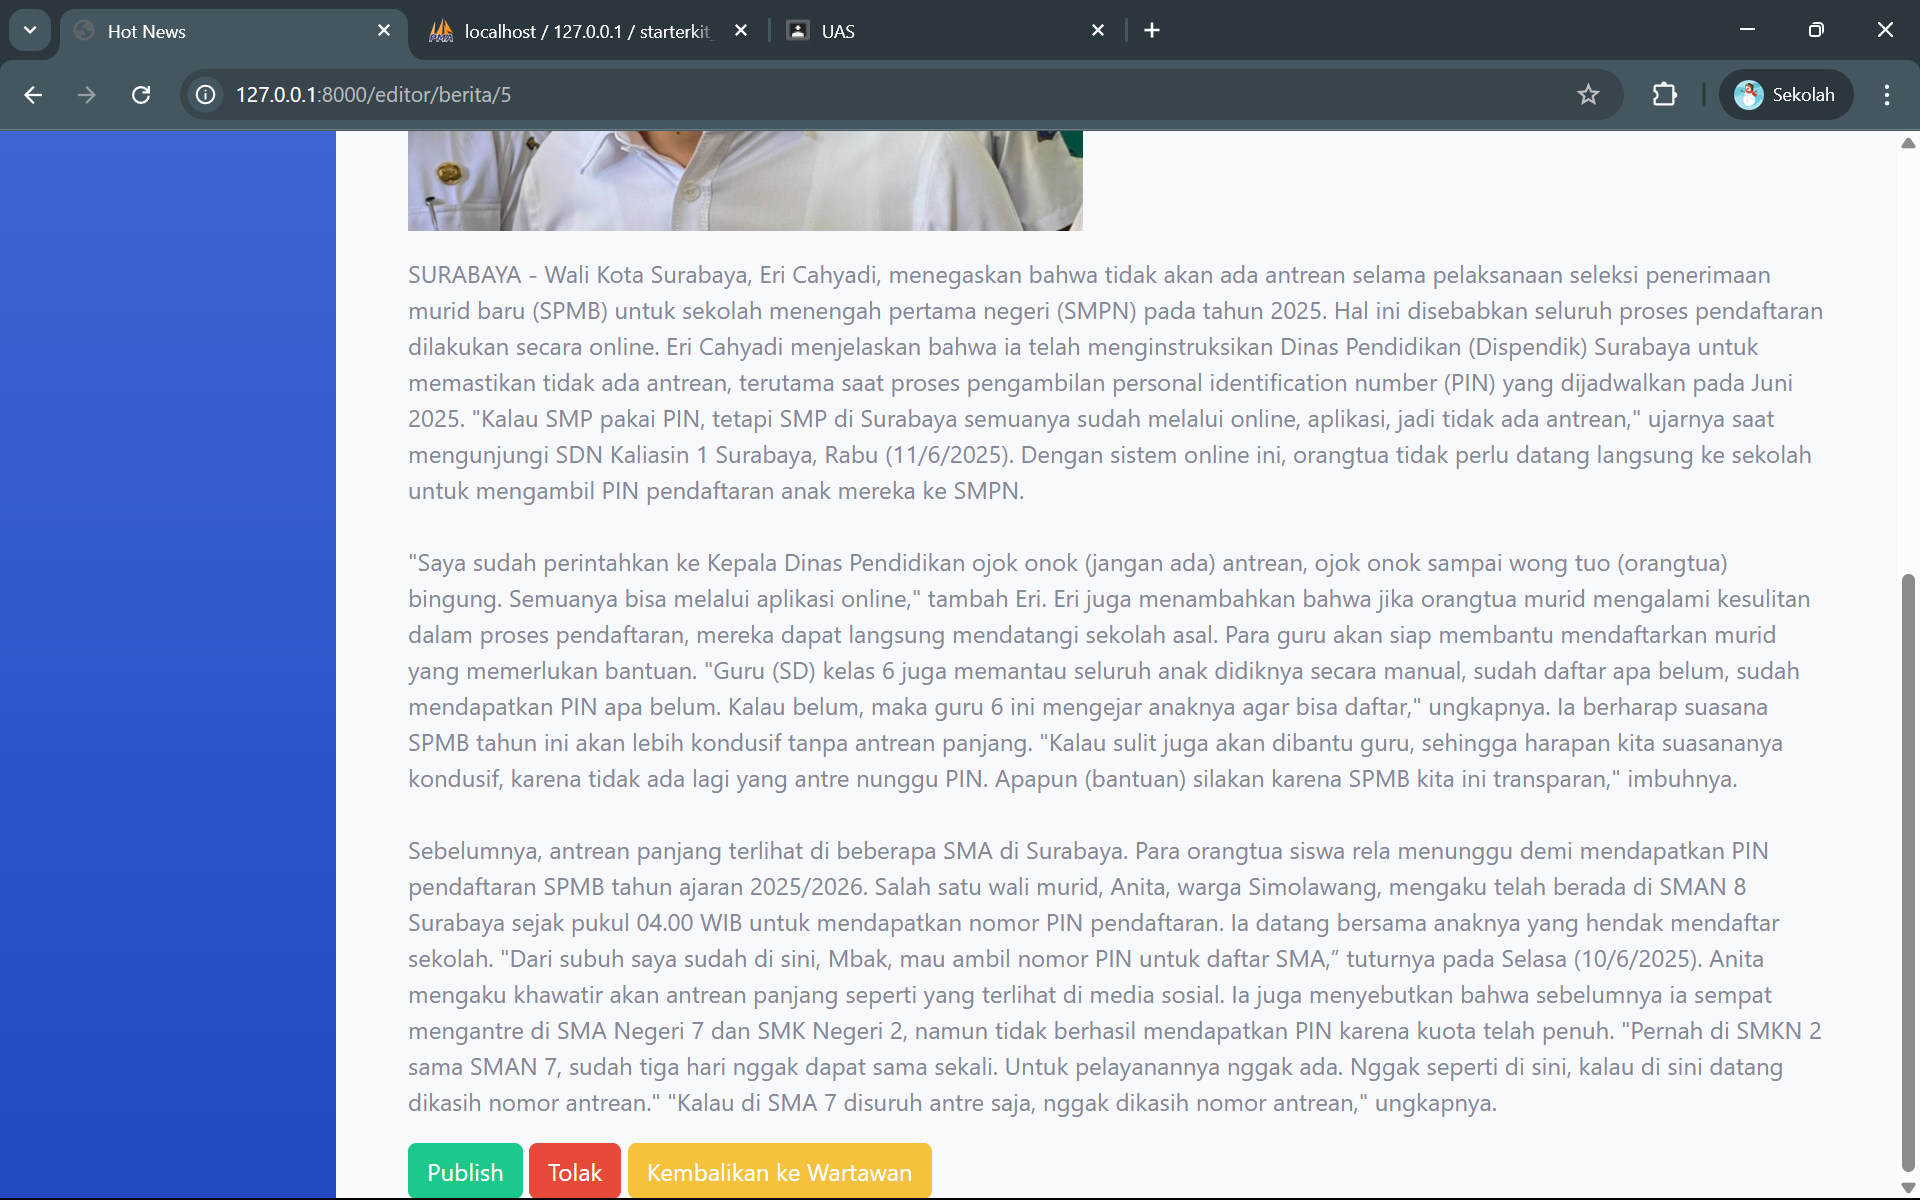 Hot News
localhost / 127.0.0.1 / starterkit_
UAS
127.0.0.1:8000/editor/berita/5
Sekolah
SURABAYA - Wali Kota Surabaya, Eri Cahyadi, menegaskan bahwa tidak akan ada antrean selama pelaksanaan seleksi penerimaan
murid baru (SPMB) untuk sekolah menengah pertama negeri (SMPN) pada tahun 2025. Hal ini disebabkan seluruh proses pendaftaran
dilakukan secara online. Eri Cahyadi menjelaskan bahwa ia telah menginstruksikan Dinas Pendidikan (Dispendik) Surabaya untuk
memastikan tidak ada antrean, terutama saat proses pengambilan personal identification number (PIN) yang dijadwalkan pada Juni
2025. "Kalau SMP pakai PIN, tetapi SMP di Surabaya semuanya sudah melalui online, aplikasi, jadi tidak ada antrean," ujarnya saat
mengunjungi SDN Kaliasin 1 Surabaya, Rabu (11/6/2025). Dengan sistem online ini, orangtua tidak perlu datang langsung ke sekolah
untuk mengambil PIN pendaftaran anak mereka ke SMPN.
"Saya sudah perintahkan ke Kepala Dinas Pendidikan ojok onok (jangan ada) antrean, ojok onok sampai wong tuo (orangtua)
bingung. Semuanya bisa melalui aplikasi online," tambah Eri. Eri juga menambahkan bahwa jika orangtua murid mengalami kesulitan
dalam proses pendaftaran, mereka dapat langsung mendatangi sekolah asal. Para guru akan siap membantu mendaftarkan murid
yang memerlukan bantuan. "Guru (SD) kelas 6 juga memantau seluruh anak didiknya secara manual, sudah daftar apa belum, sudah
mendapatkan PIN apa belum. Kalau belum, maka guru 6 ini mengejar anaknya agar bisa daftar," ungkapnya. Ia berharap suasana
SPMB tahun ini akan lebih kondusif tanpa antrean panjang. "Kalau sulit juga akan dibantu guru, sehingga harapan kita suasananya
kondusif, karena tidak ada lagi yang antre nunggu PIN. Apapun (bantuan) silakan karena SPMB kita ini transparan," imbuhnya.
Sebelumnya, antrean panjang terlihat di beberapa SMA di Surabaya. Para orangtua siswa rela menunggu demi mendapatkan PIN
pendaftaran SPMB tahun ajaran 2025/2026. Salah satu wali murid, Anita, warga Simolawang, mengaku telah berada di SMAN 8
Surabaya sejak pukul 04.00 WIB untuk mendapatkan nomor PIN pendaftaran. Ia datang bersama anaknya yang hendak mendaftar
sekolah. "Dari subuh saya sudah di sini, Mbak, mau ambil nomor PIN untuk daftar SMA,” tuturnya pada Selasa (10/6/2025). Anita
mengaku khawatir akan antrean panjang seperti yang terlihat di media sosial. Ia juga menyebutkan bahwa sebelumnya ia sempat
mengantre di SMA Negeri 7 dan SMK Negeri 2, namun tidak berhasil mendapatkan PIN karena kuota telah penuh. "Pernah di SMKN 2
sama SMAN 7, sudah tiga hari nggak dapat sama sekali. Untuk pelayanannya nggak ada. Nggak seperti di sini, kalau di sini datang
dikasih nomor antrean." "Kalau di SMA 7 disuruh antre saja, nggak dikasih nomor antrean," ungkapnya.
Publish
Tolak
Kembalikan ke Wartawan